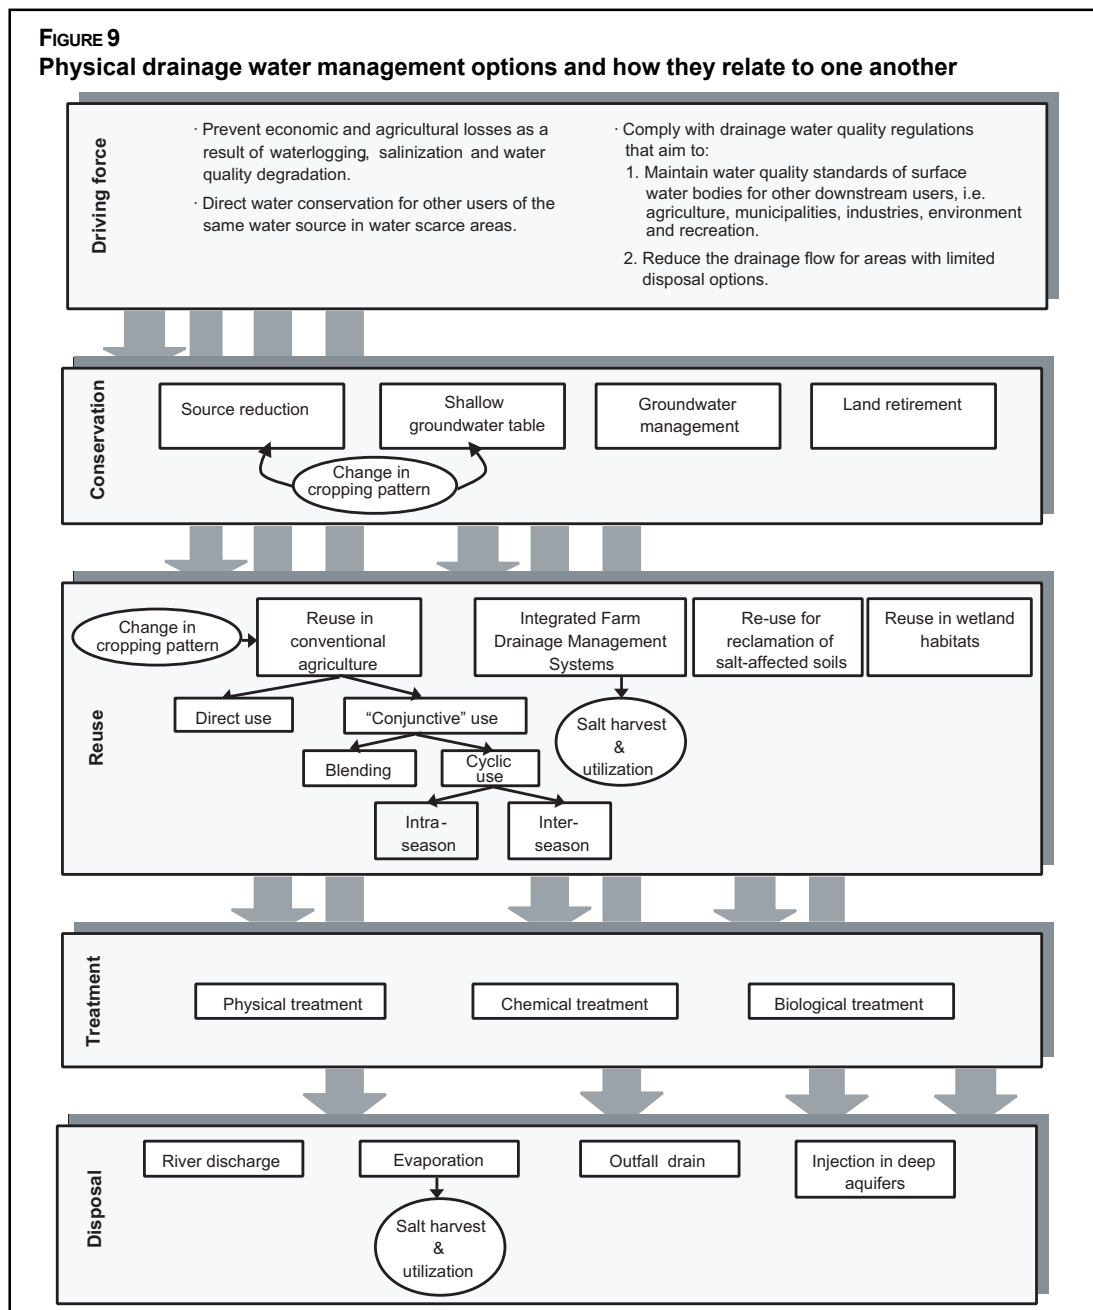 FIGURE 9
Physical drainage water management options and how they relate to one another
Driving force
· Prevent economic and agricultural losses as a
result of waterlogging, salinization and water
quality degradation.
· Direct water conservation for other users of the
same water source in water scarce areas.
· Comply with drainage water quality regulations
that aim to:
1. Maintain water quality standards of surface
water bodies for other downstream users, i.e.
agriculture, municipalities, industries, environment
and recreation.
2. Reduce the drainage flow for areas with limited
disposal options.
Conservation
Source reduction
Shallow
groundwater table
Groundwater
management
Land retirement
Change in
cropping pattern
Reuse
Change in
cropping pattern
Reuse in
conventional
agriculture
Integrated Farm
Drainage Management
Systems
Re-use for
reclamation of
salt-affected soils
Reuse in wetland
habitats
Direct use
“Conjunctive” use
Salt harvest
&
utilization
Blending
Cyclic
use
Intra-
season
Inter-
season
Treatment
Physical treatment
Chemical treatment
Biological treatment
Disposal
River discharge
Evaporation
Outfall drain
Injection in deep
aquifers
Salt harvest
&
utilization